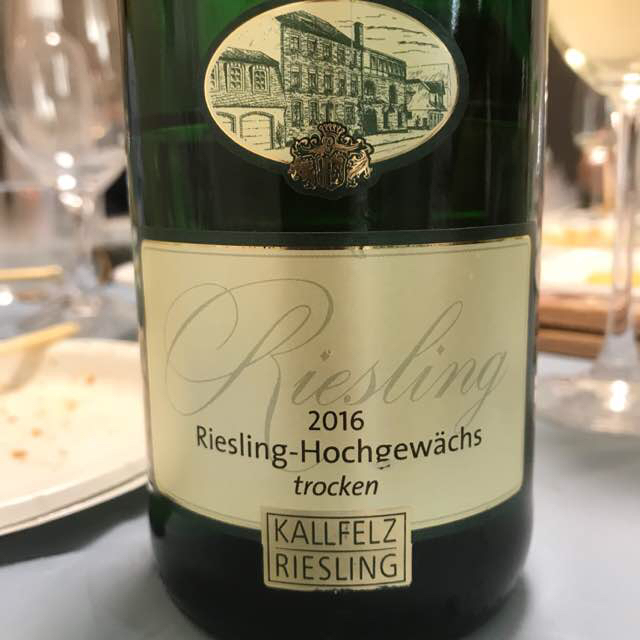 Riesling
2016
Riesling-Hochgewächs
trocken
KALLFELZ
RIESLING